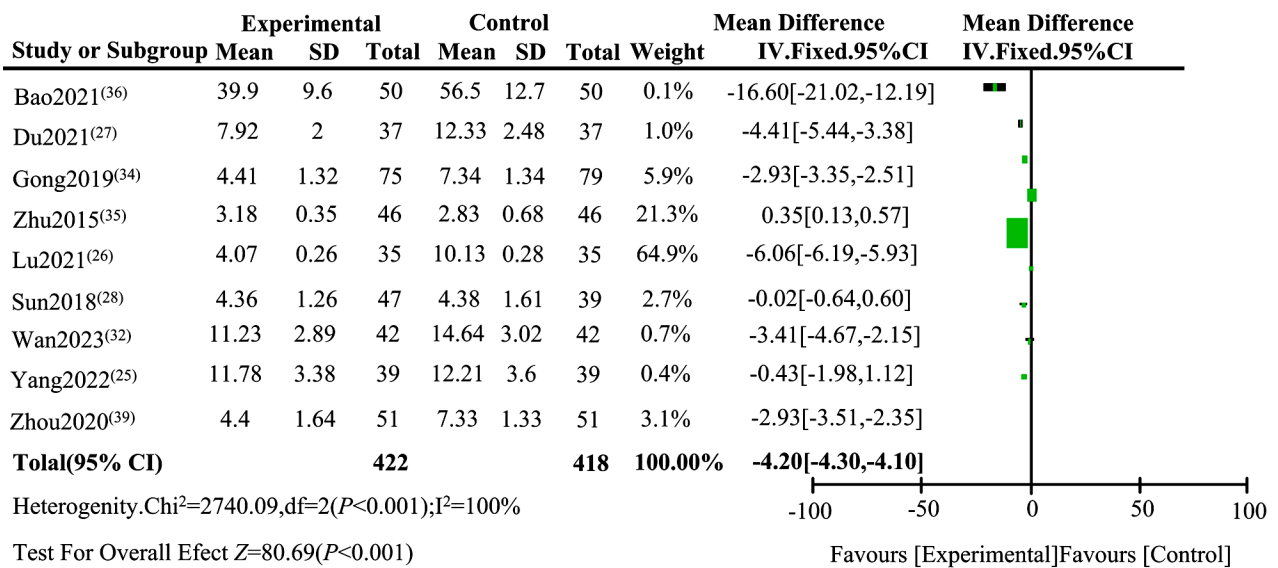 Experimental Control Mean Difference Mean Difference
Study or Subgroup Mean SD Total Mean SD Total Weight IV.Fixed.95%CI IV.Fixed.95%CI
Bao2021(36) 39.9 9.6 50 56.5 12.7 50 0.1% -16.60[-21.02,-12.19]
Du2021(27) 7.92 2 37 12.33 2.48 37 1.0% -4.41[-5.44,-3.38]
Gong2019(34) 4.41 1.32 75 7.34 1.34 79 5.9% -2.93[-3.35,-2.51]
Zhu2015(35) 3.18 0.35 46 2.83 0.68 46 21.3% 0.35[0.13,0.57]
Lu2021(26) 4.07 0.26 35 10.13 0.28 35 64.9% -6.06[-6.19,-5.93]
Sun2018(28) 4.36 1.26 47 4.38 1.61 39 2.7% -0.02[-0.64,0.60]
Wan2023(32) 11.23 2.89 42 14.64 3.02 42 0.7% -3.41[-4.67,-2.15]
Yang2022(25) 11.78 3.38 39 12.21 3.6 39 0.4% -0.43[-1.98,1.12]
Zhou2020(39) 4.4 1.64 51 7.33 1.33 51 3.1% -2.93[-3.51,-2.35]
Tolal(95% CI) 422 418 100.00% -4.20[-4.30,-4.10]
Heterogenity.Chi²=2740.09,df=2(P<0.001);I²=100%
-100 -50 0 50 100
Test For Overall Efect Z=80.69(P<0.001)
Favours [Experimental]Favours [Control]